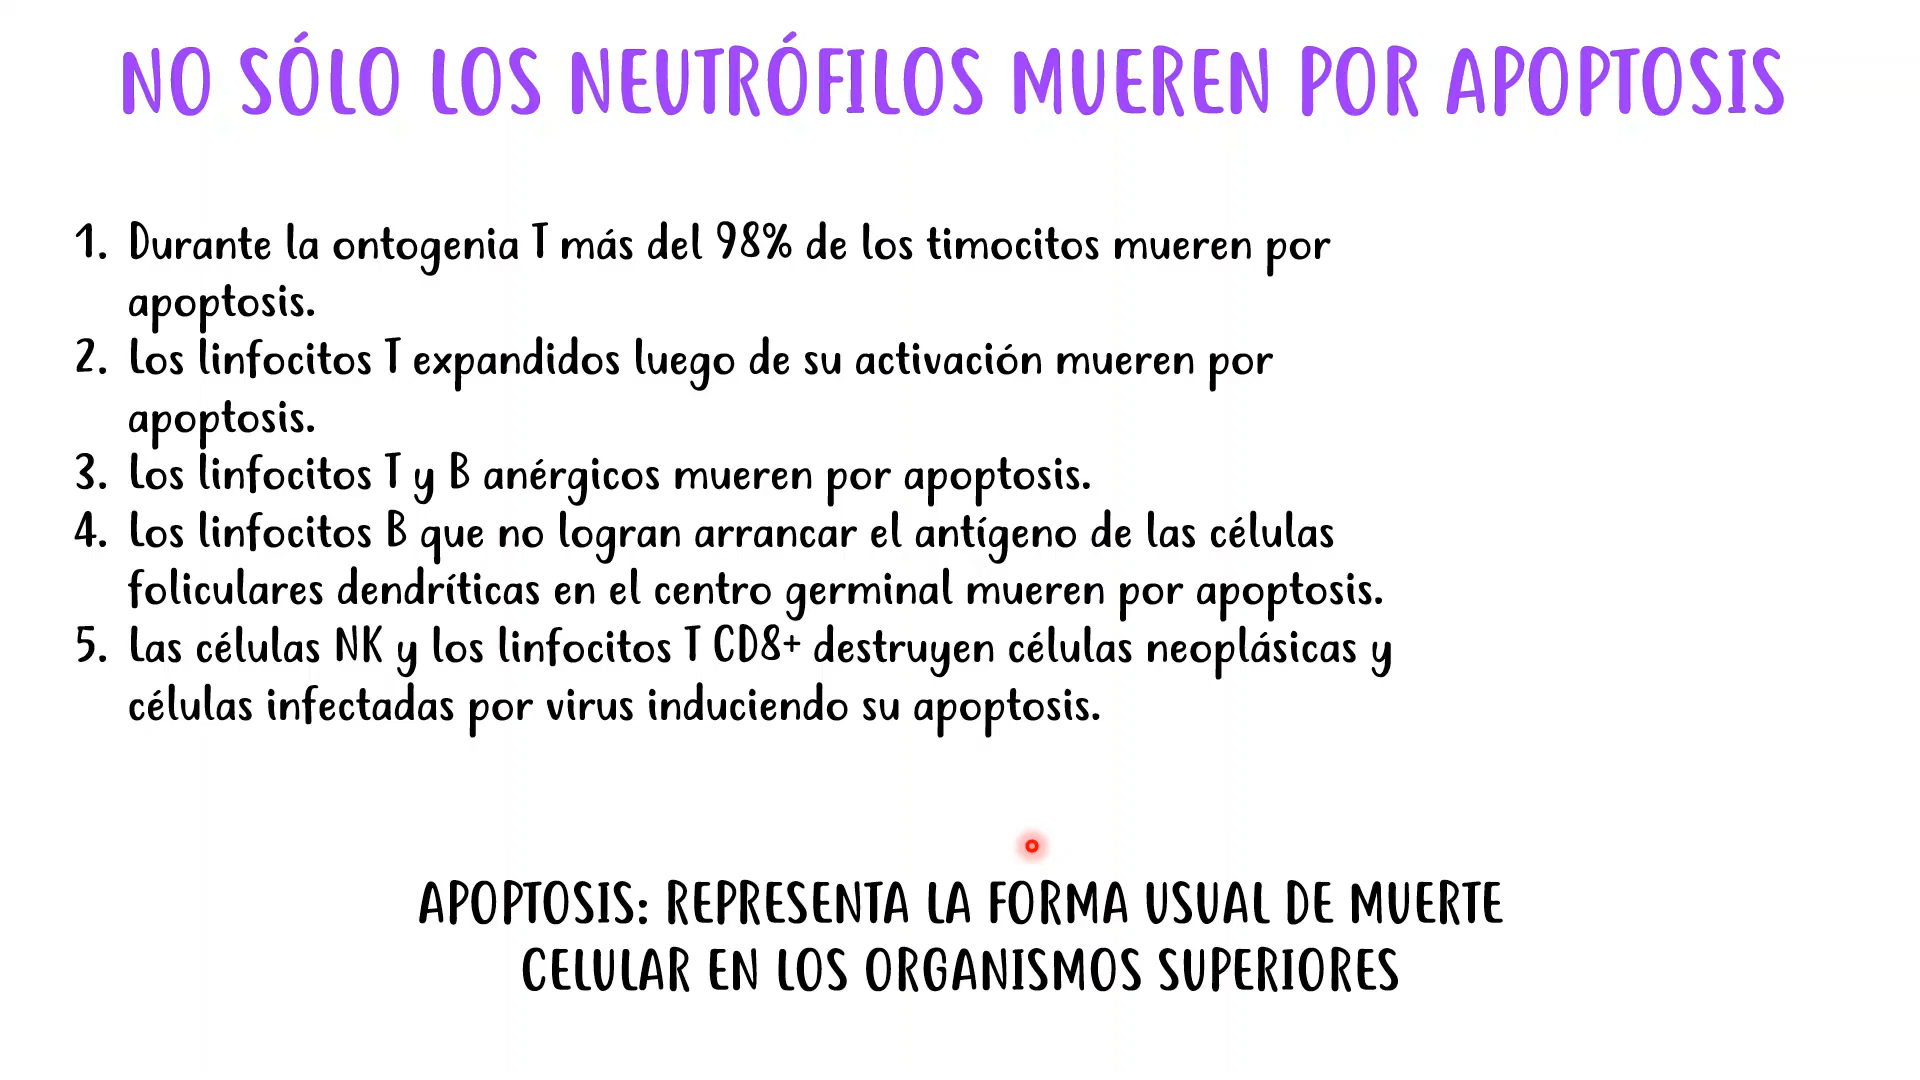 NO SÓLO LOS NEUTRÓFILOS MUEREN POR APOPTOSIS
1. Durante la ontogenia T más del 98% de los timocitos mueren por
apoptosis.
2. Los linfocitos T expandidos luego de su activación mueren por
apoptosis.
3. Los linfocitos T y B anérgicos mueren por apoptosis.
4. Los linfocitos B que no logran arrancar el antígeno de las células
foliculares dendríticas en el centro germinal mueren por apoptosis.
5. Las células NK y los linfocitos T CD8+ destruyen células neoplásicas y
células infectadas por virus induciendo su apoptosis.
APOPTOSIS: REPRESENTA LA FORMA USUAL DE MUERTE
CELULAR EN LOS ORGANISMOS SUPERIORES